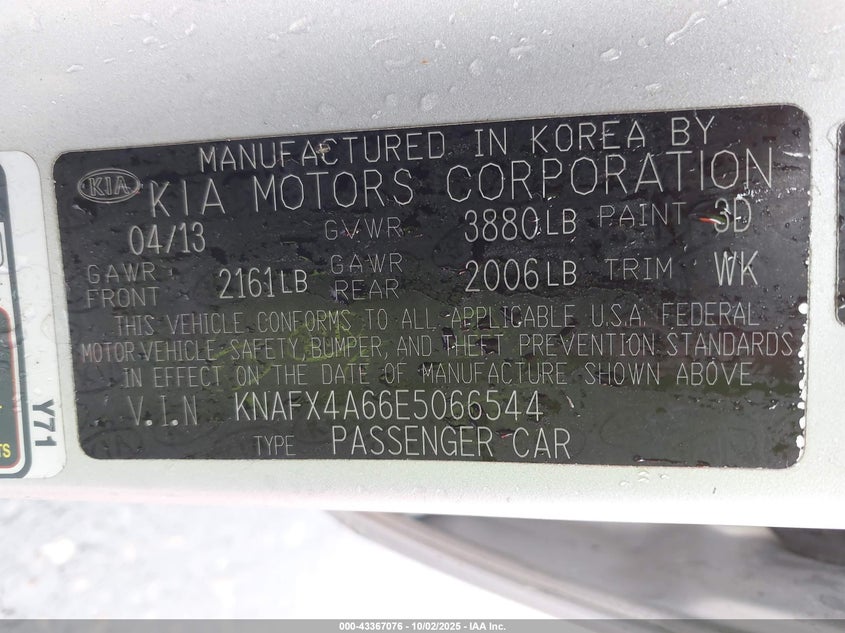 MANUFACTURED IN KOREA BY
KIA KIA MOTORS CORPORATION
04/13 GVWR 3880LB PAINT 3D
GAWR FRONT 2161LB GAWR REAR 2006LB TRIM WK
THIS VEHICLE CONFORMS TO ALL APPLICABLE U.S.A. FEDERAL
MOTOR VEHICLE SAFETY, BUMPER, AND THEFT PREVENTION STANDARDS
IN EFFECT ON THE DATE OF MANUFACTURE SHOWN ABOVE
V.I.N KNAFX4A66E5066544
TYPE PASSENGER CAR
Y71
TS
000-43367076 - 10/02/2025 - IAA Inc.